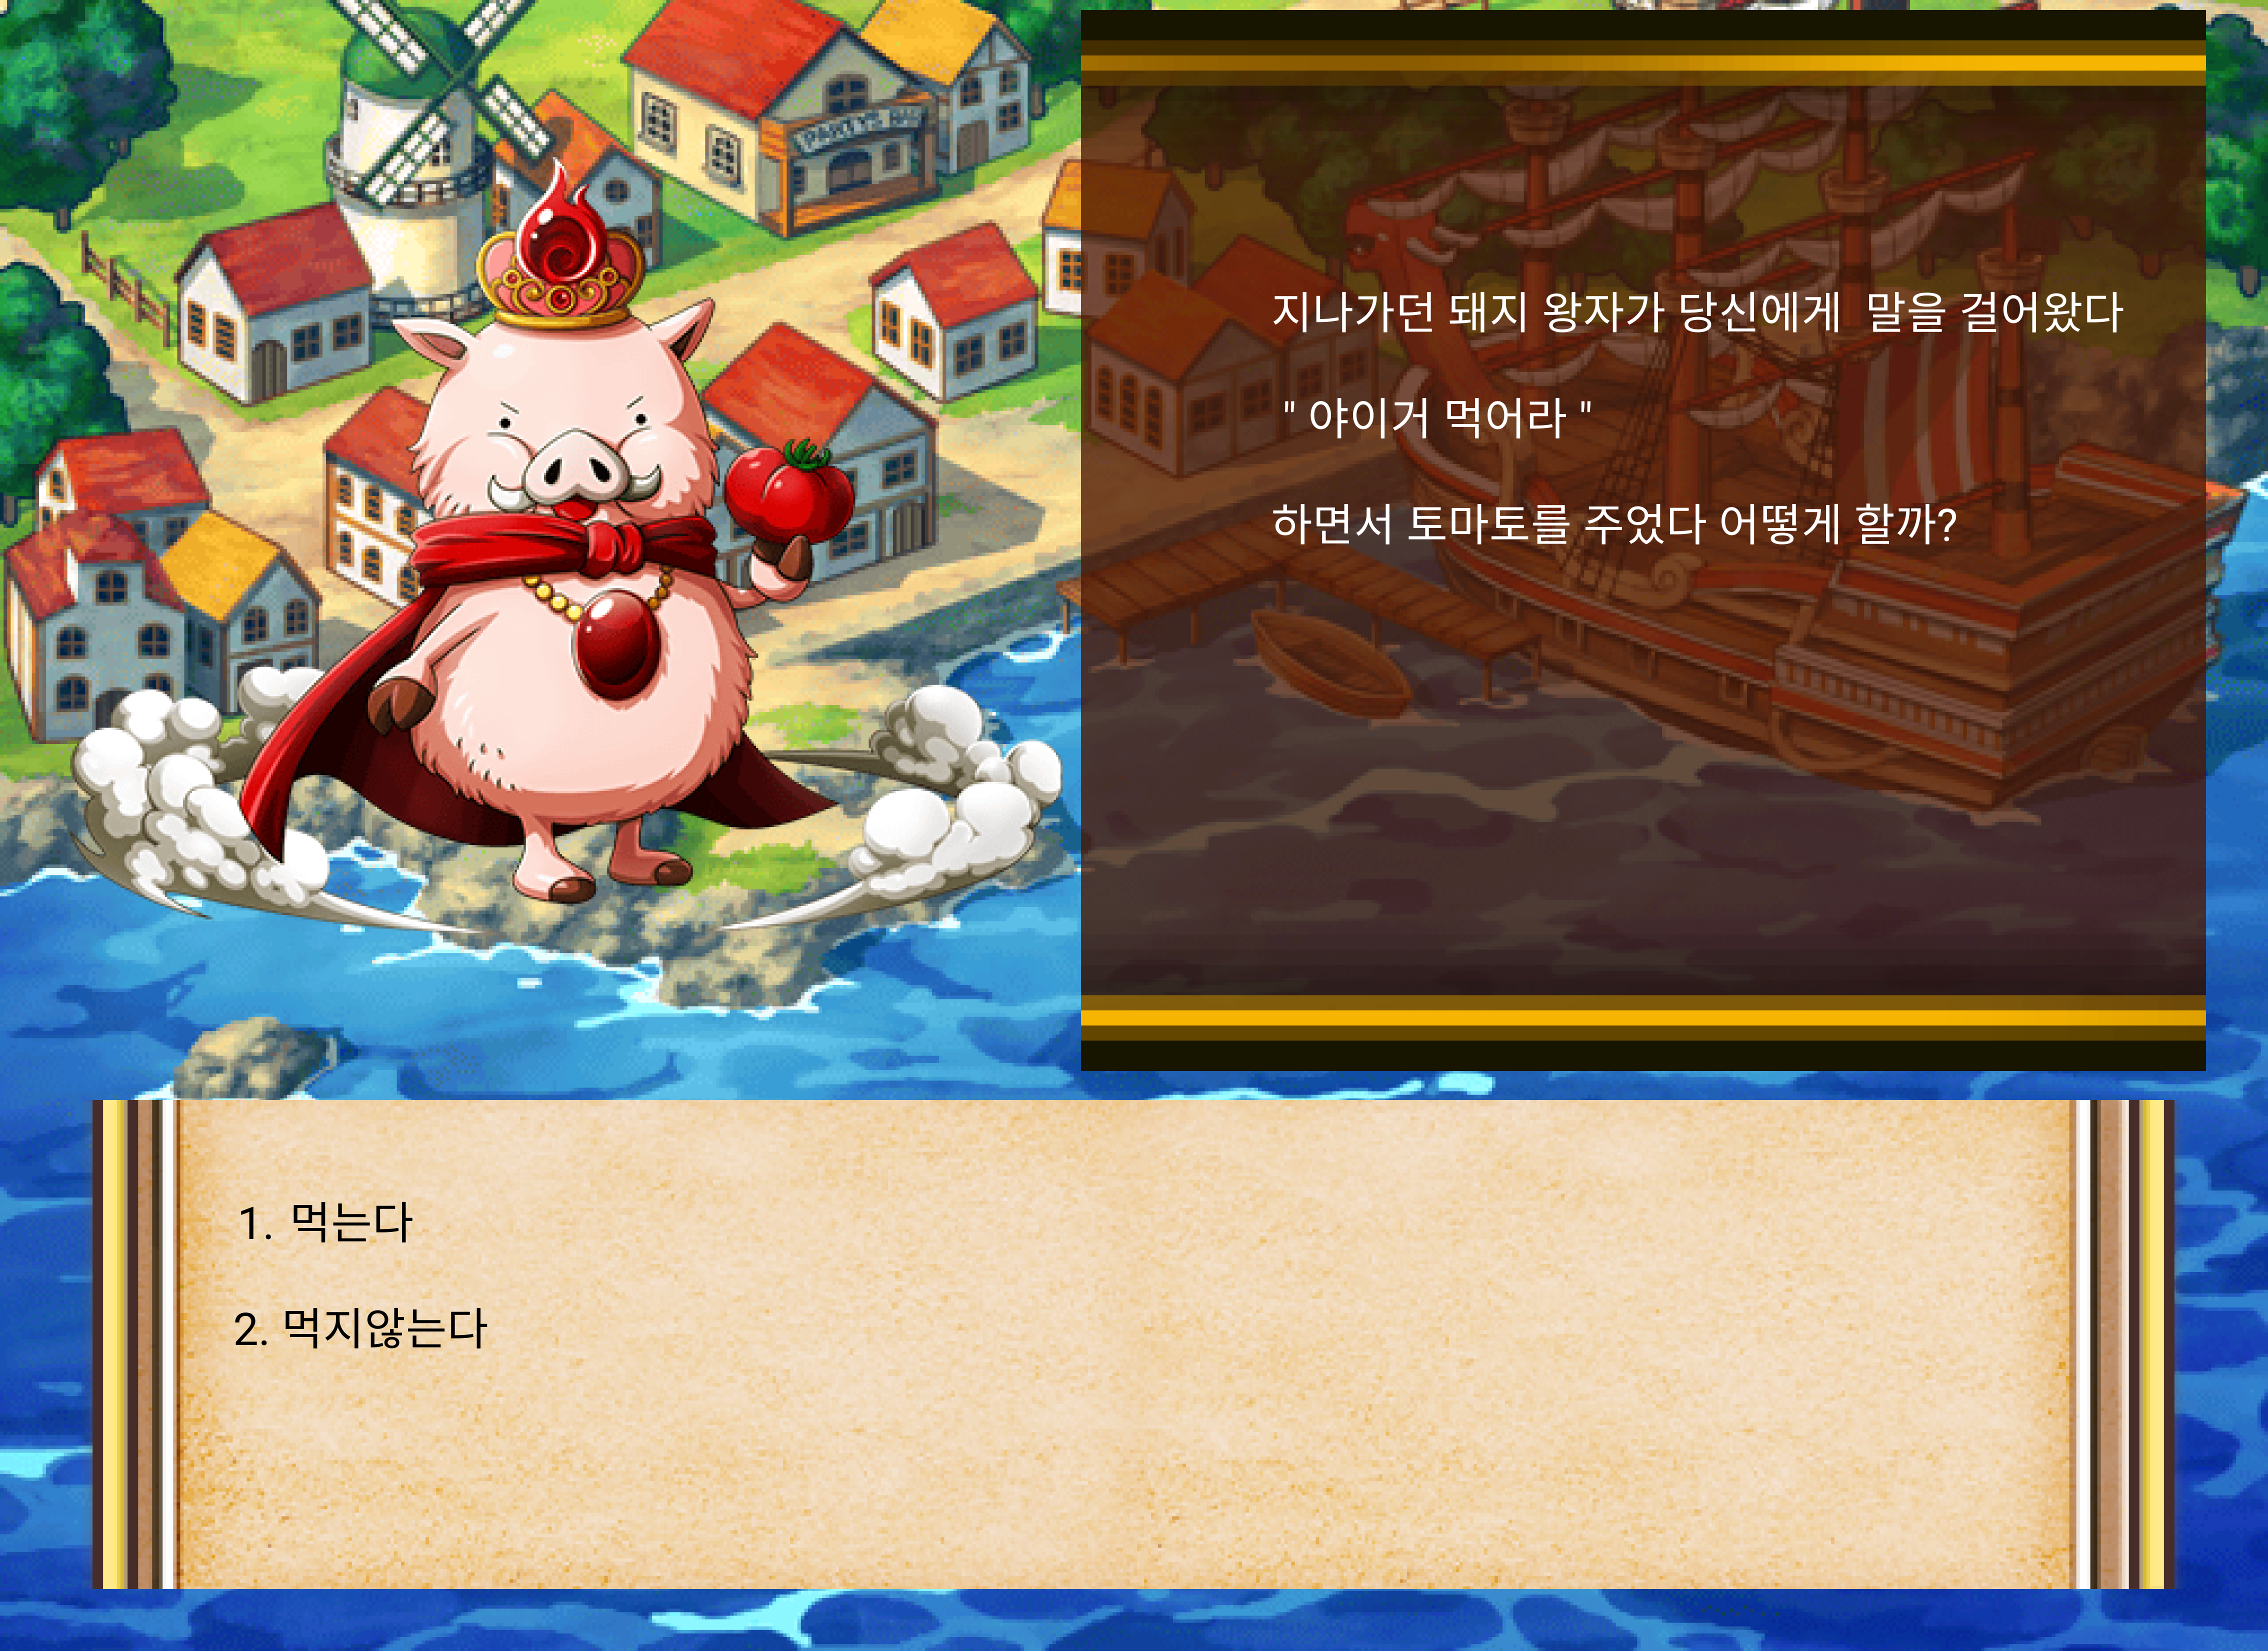 PARTYS BAR
지나가던 돼지 왕자가 당신에게  말을 걸어왔다
" 야이거 먹어라 "
하면서 토마토를 주었다 어떻게 할까?
1. 먹는다
2. 먹지않는다